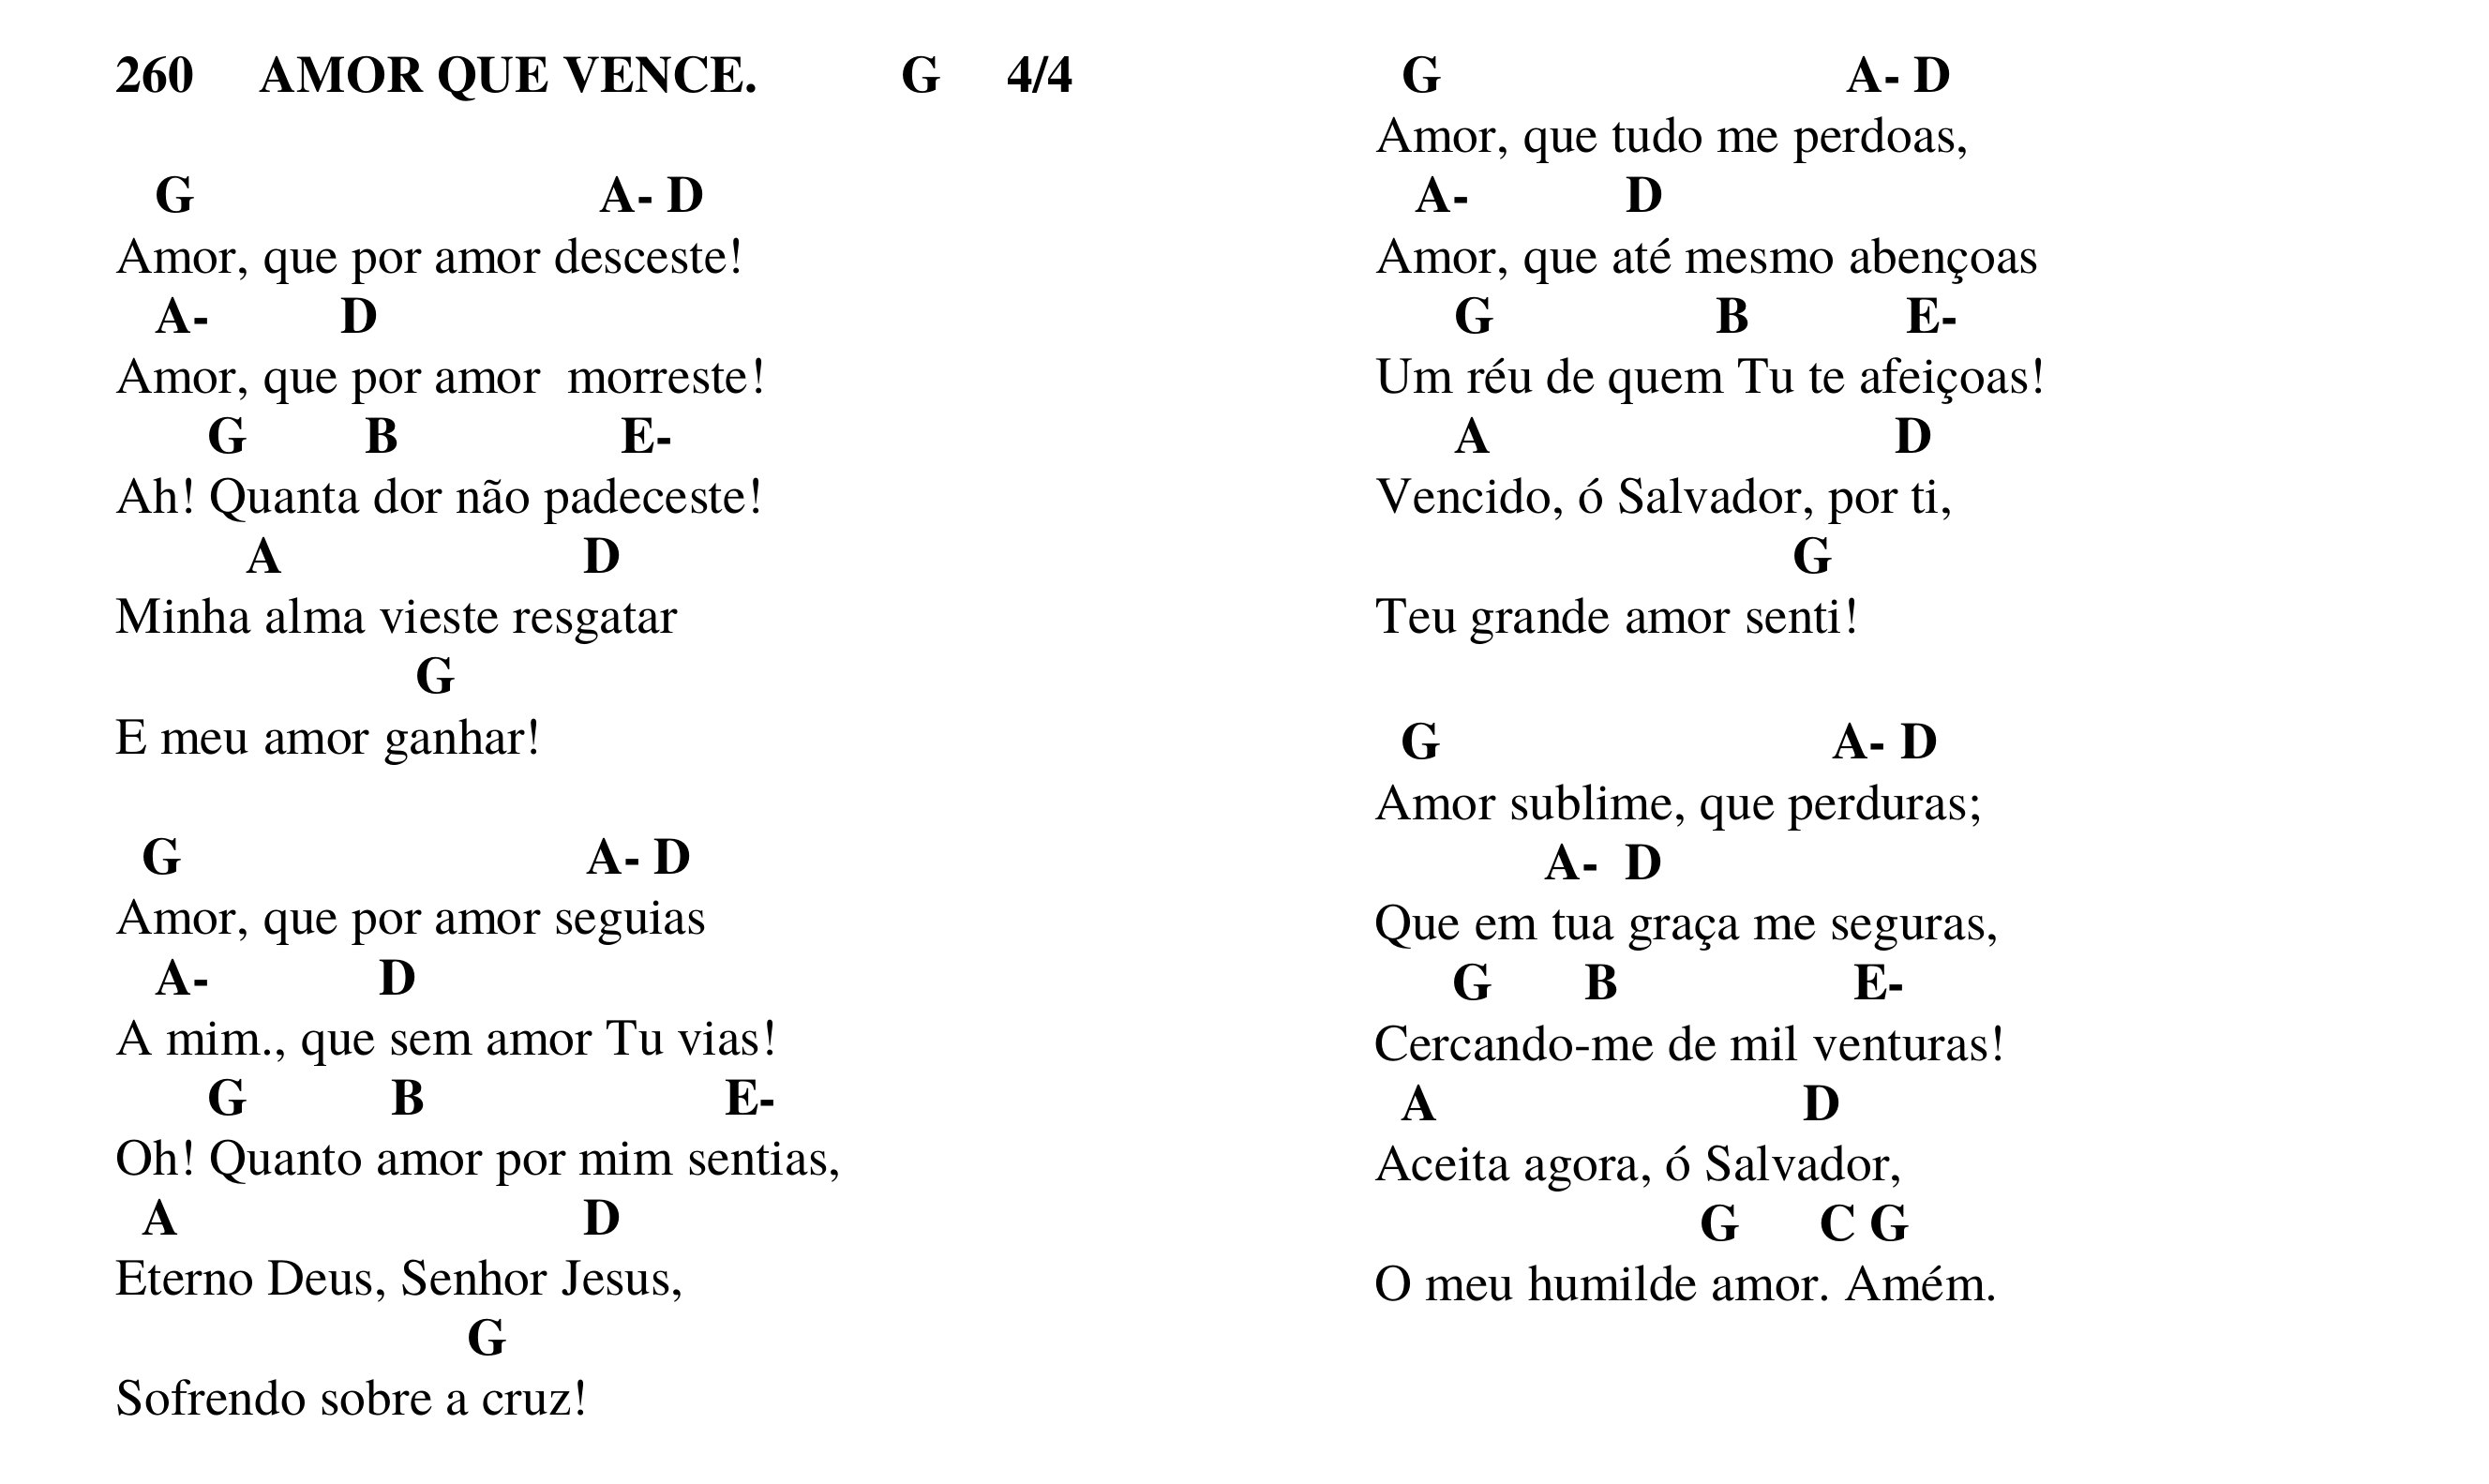 260 AMOR QUE VENCE. G 4/4
G A- D
Amor, que por amor desceste!
A- D
Amor, que por amor morreste!
G B E-
Ah! Quanta dor não padeceste!
A D
Minha alma vieste resgatar
G
E meu amor ganhar!
G A- D
Amor, que por amor seguias
A- D
A mim., que sem amor Tu vias!
G B E-
Oh! Quanto amor por mim sentias,
A D
Eterno Deus, Senhor Jesus,
G
Sofrendo sobre a cruz!
G A- D
Amor, que tudo me perdoas,
A- D
Amor, que até mesmo abençoas
G B E-
Um réu de quem Tu te afeiçoas!
A D
Vencido, ó Salvador, por ti,
G
Teu grande amor senti!
G A- D
Amor sublime, que perduras;
A- D
Que em tua graça me seguras,
G B E-
Cercando-me de mil venturas!
A D
Aceita agora, ó Salvador,
G C G
O meu humilde amor. Amém.